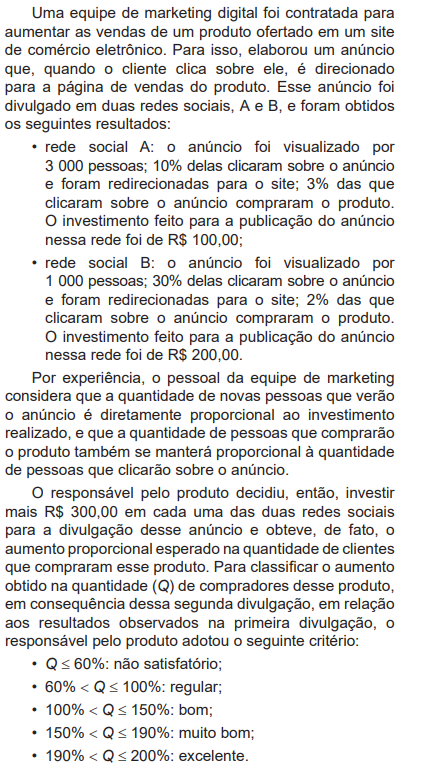 Uma equipe de marketing digital foi contratada para
aumentar as vendas de um produto ofertado em um site
de comércio eletrônico. Para isso, elaborou um anúncio
que, quando o cliente clica sobre ele, é direcionado
para a página de vendas do produto. Esse anúncio foi
divulgado em duas redes sociais, A e B, e foram obtidos
os seguintes resultados:
• rede social A: o anúncio foi visualizado por
3 000 pessoas; 10% delas clicaram sobre o anúncio
e foram redirecionadas para o site; 3% das que
clicaram sobre o anúncio compraram o produto.
O investimento feito para a publicação do anúncio
nessa rede foi de R$ 100,00;
• rede social B: o anúncio foi visualizado por
1 000 pessoas; 30% delas clicaram sobre o anúncio
e foram redirecionadas para o site; 2% das que
clicaram sobre o anúncio compraram o produto.
O investimento feito para a publicação do anúncio
nessa rede foi de R$ 200,00.
Por experiência, o pessoal da equipe de marketing
considera que a quantidade de novas pessoas que verão
o anúncio é diretamente proporcional ao investimento
realizado, e que a quantidade de pessoas que comprarão
o produto também se manterá proporcional à quantidade
de pessoas que clicarão sobre o anúncio.
O responsável pelo produto decidiu, então, investir
mais R$ 300,00 em cada uma das duas redes sociais
para a divulgação desse anúncio e obteve, de fato, o
aumento proporcional esperado na quantidade de clientes
que compraram esse produto. Para classificar o aumento
obtido na quantidade (Q) de compradores desse produto,
em consequência dessa segunda divulgação, em relação
aos resultados observados na primeira divulgação, o
responsável pelo produto adotou o seguinte critério:
• Q ≤ 60%: não satisfatório;
• 60% < Q ≤ 100%: regular;
• 100% < Q ≤ 150%: bom;
• 150% < Q ≤ 190%: muito bom;
• 190% < Q ≤ 200%: excelente.